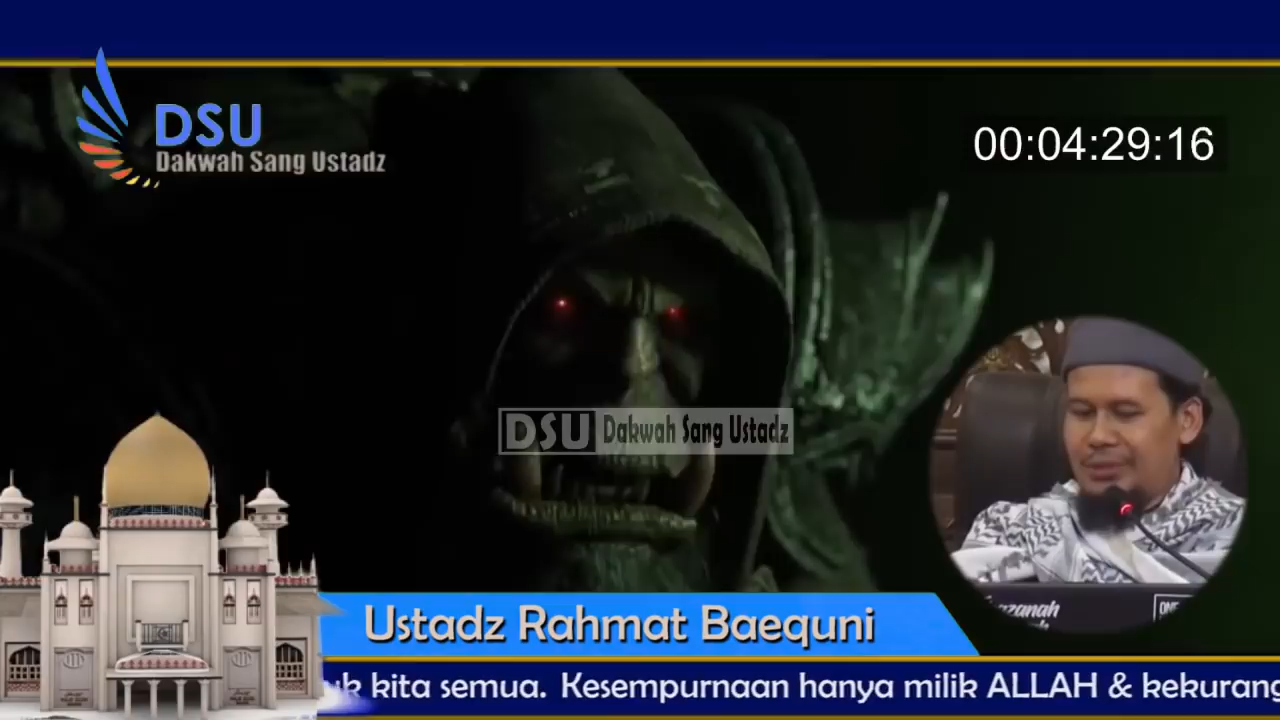 DSU
Dakwah Sang Ustadz
00:04:29:16
DSU Dakwah Sang Ustadz
Ustadz Rahmat Baequni
kita semua. Kesempurnaan hanya milik ALLAH &